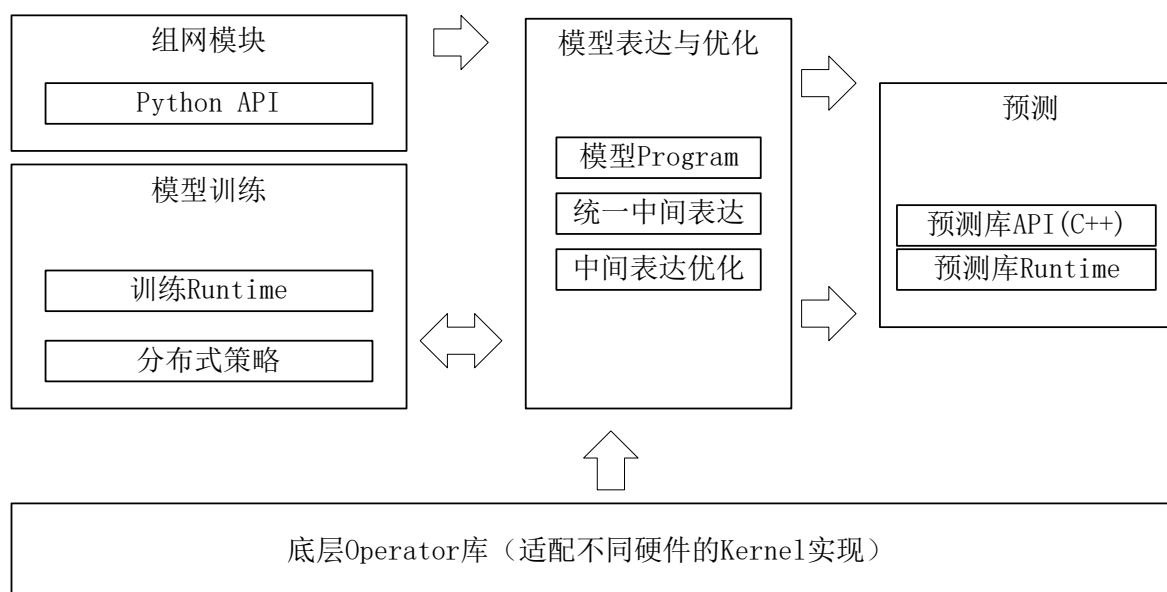 组网模块
Python API
模型训练
训练Runtime
分布式策略
模型表达与优化
模型Program
统一中间表达
中间表达优化
预测
预测库API(C++)
预测库Runtime
底层Operator库（适配不同硬件的Kernel实现）